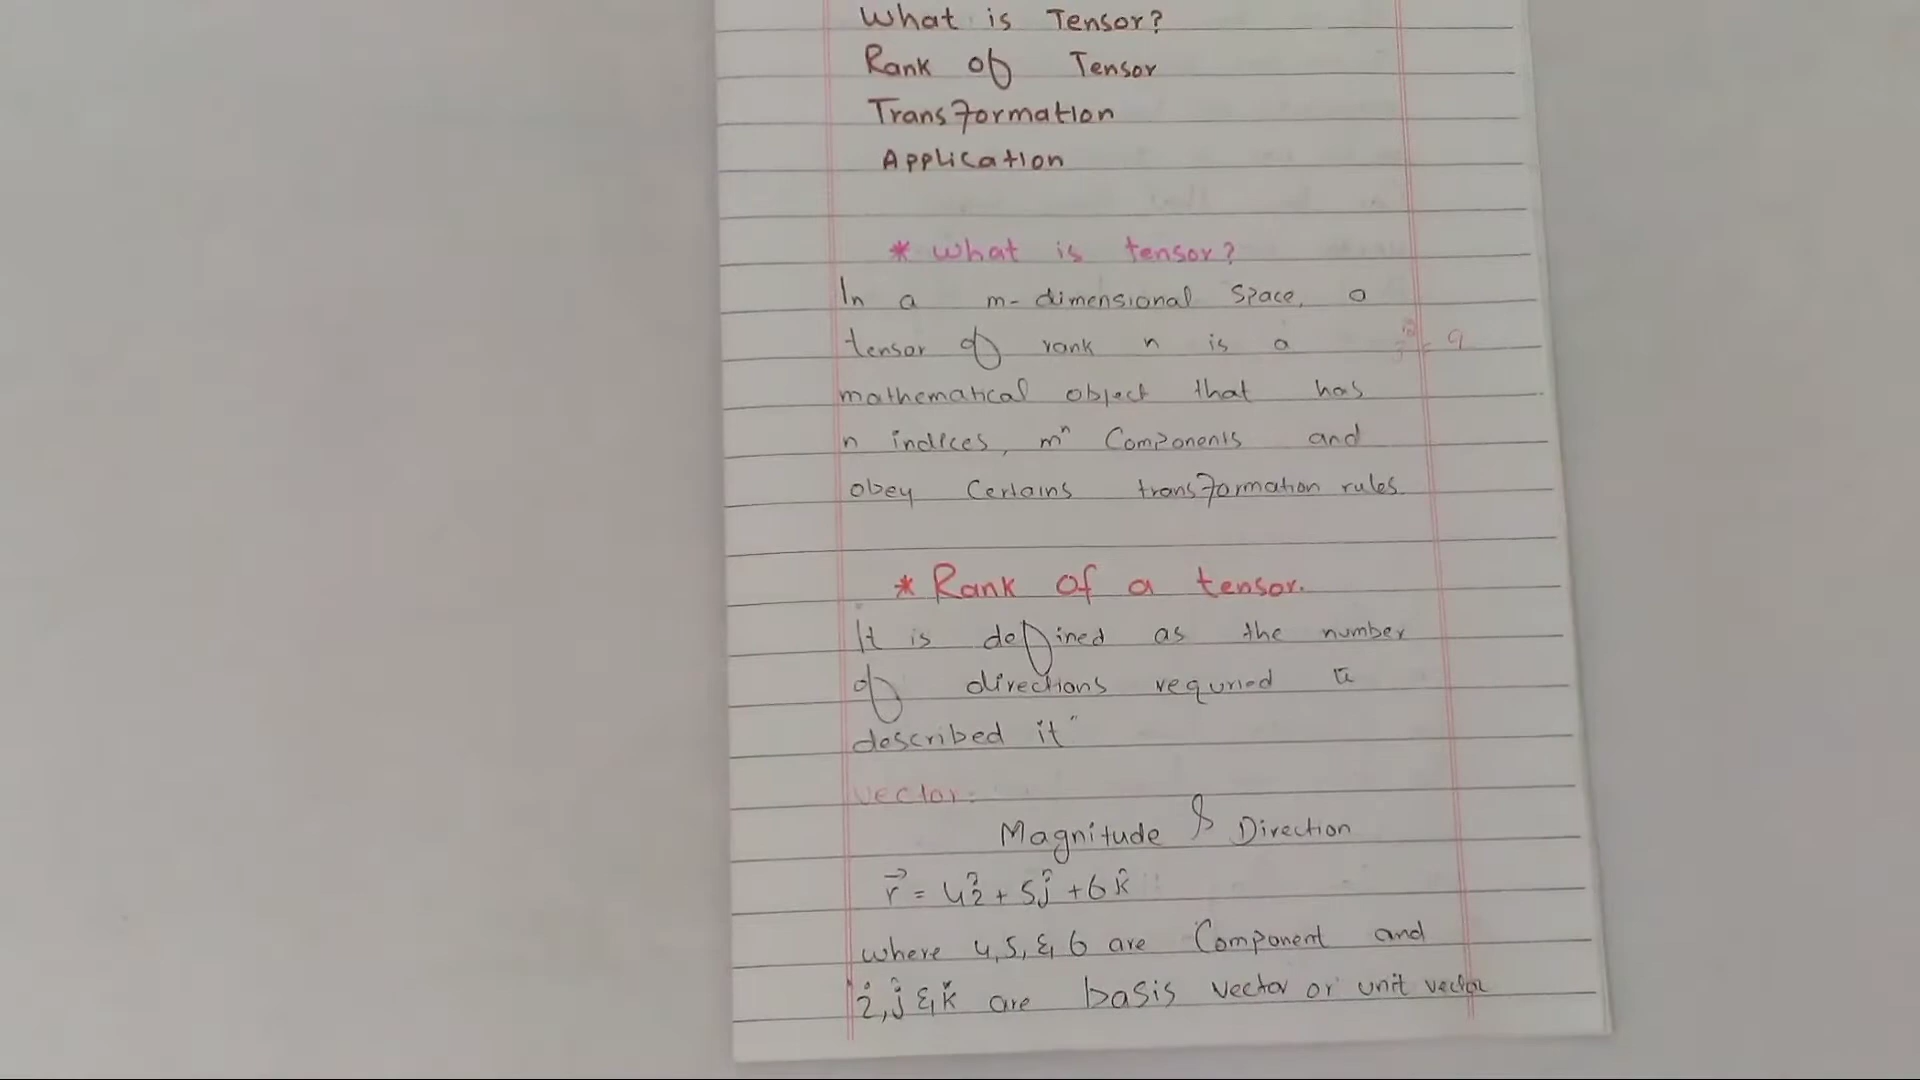 What is Tensor?
Rank of Tensor
Transformation
Application
* What is tensor?
In a m-dimensional space, a
tensor of rank n is a
mathematical object that has
n indices, mⁿ Components and
obey Certains transformation rules
* Rank of a tensor.
It is defined as the number
of directions requried to
described it"
Vector:
Magnitude & Direction
r⃗ = 4î + 5ĵ + 6k̂
where 4,5, & 6 are Component and
î, ĵ & k̂ are basis vector or unit vector